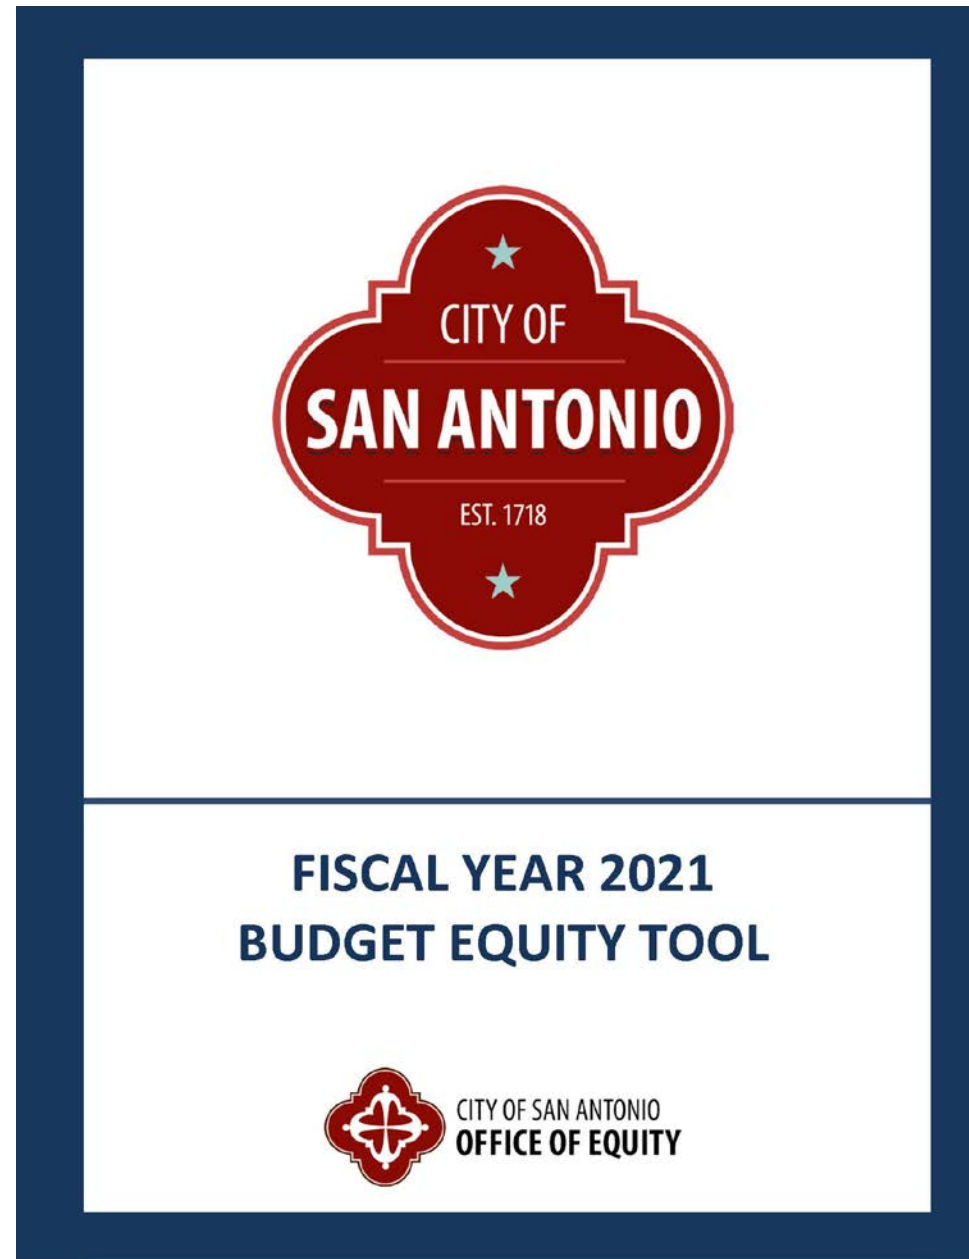 CITY OF
SAN ANTONIO
EST. 1718
FISCAL YEAR 2021
BUDGET EQUITY TOOL
CITY OF SAN ANTONIO
OFFICE OF EQUITY